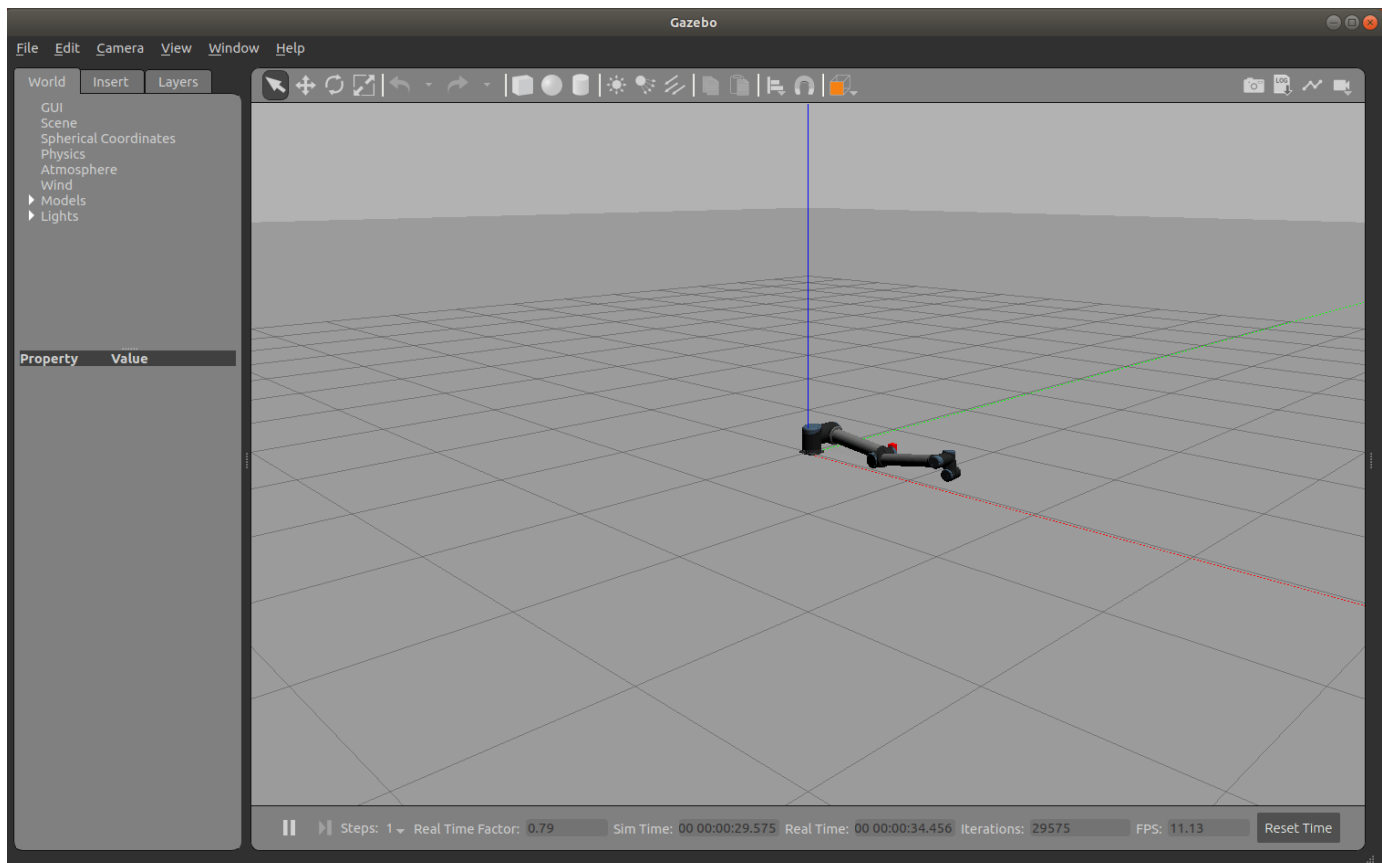 Gazebo
File Edit Camera View Window Help
World Insert Layers
GUI
Scene
Spherical Coordinates
Physics
Atmosphere
Wind
Models
Lights
Property Value
LOG
Steps: 1 Real Time Factor: 0.79 Sim Time: 00 00:00:29.575 Real Time: 00 00:00:34.456 Iterations: 29575 FPS: 11.13 Reset Time